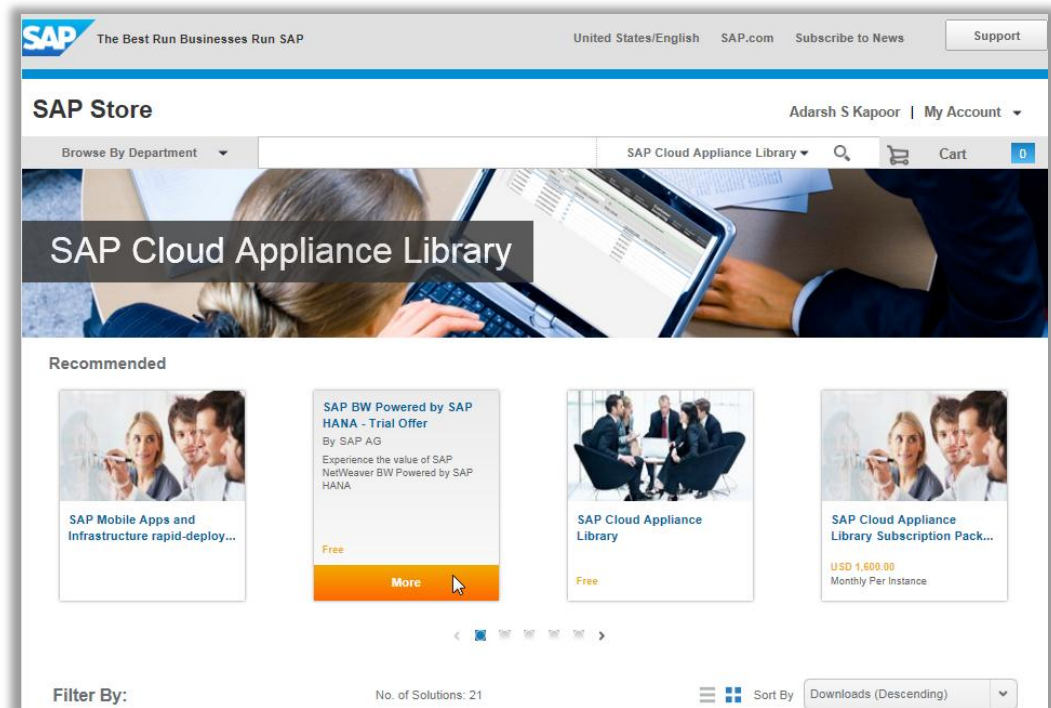 SAP
The Best Run Businesses Run SAP
United States/English SAP.com Subscribe to News Support
SAP Store
Adarsh S Kapoor | My Account
Browse By Department SAP Cloud Appliance Library Cart 0
SAP Cloud Appliance Library
Recommended
SAP Mobile Apps and
Infrastructure rapid-deploy...
SAP BW Powered by SAP
HANA - Trial Offer
By SAP AG
Experience the value of SAP
NetWeaver BW Powered by SAP
HANA
Free
More
SAP Cloud Appliance
Library
Free
SAP Cloud Appliance
Library Subscription Pack...
USD 1,600.00
Monthly Per Instance
Filter By: No. of Solutions: 21 Sort By Downloads (Descending)